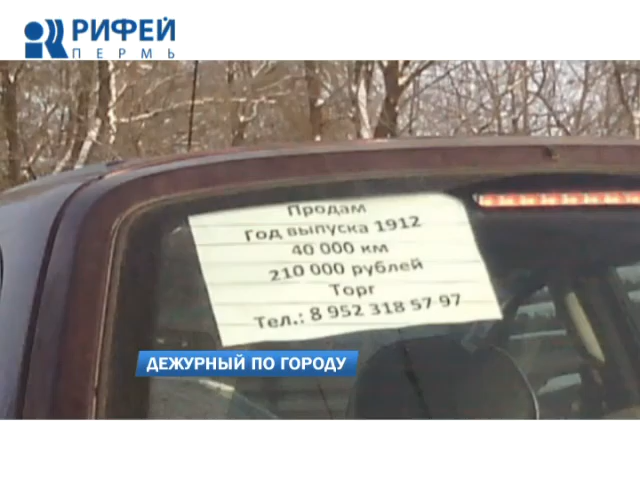 РИФЕЙ
ПЕРМЬ
Продам
Год выпуска 1912
40 000 км
210 000 рублей
Торг
Тел.: 8 952 318 57 97
ДЕЖУРНЫЙ ПО ГОРОДУ